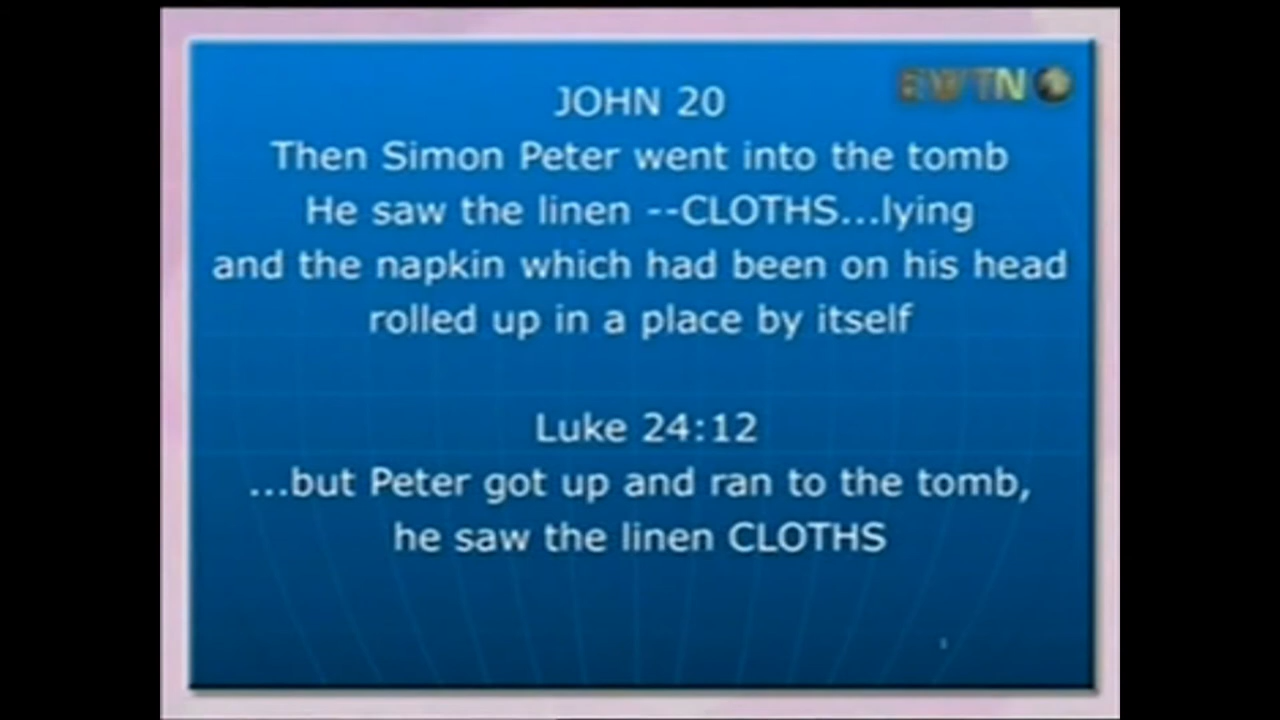 EWTN
JOHN 20
Then Simon Peter went into the tomb
He saw the linen --CLOTHS...lying
and the napkin which had been on his head
rolled up in a place by itself
Luke 24:12
...but Peter got up and ran to the tomb,
he saw the linen CLOTHS